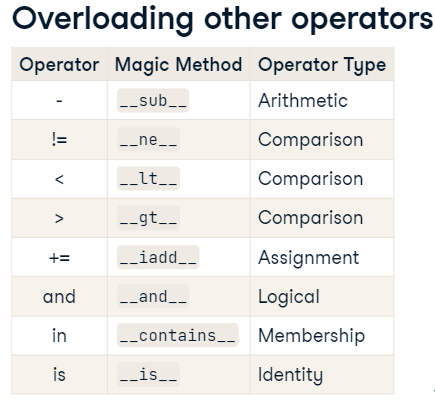 Overloading other operators
Operator Magic Method Operator Type
- __sub__ Arithmetic
!= __ne__ Comparison
< __lt__ Comparison
> __gt__ Comparison
+= __iadd__ Assignment
and __and__ Logical
in __contains__ Membership
is __is__ Identity